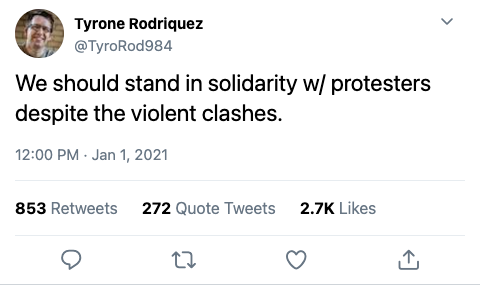 Tyrone Rodriquez
@TyroRod984
We should stand in solidarity w/ protesters
despite the violent clashes.
12:00 PM · Jan 1, 2021
853 Retweets 272 Quote Tweets 2.7K Likes